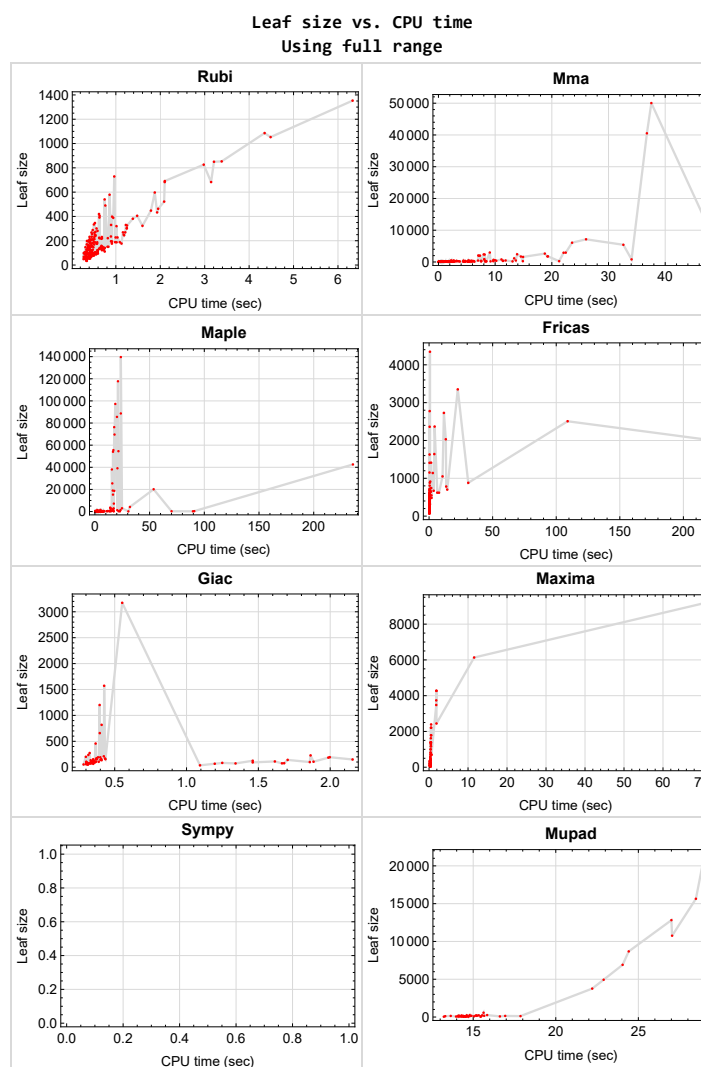 Leaf size vs. CPU time
Using full range
Rubi
Leaf size
1400
1200
1000
800
600
400
200
0
0 1 2 3 4 5 6
CPU time (sec)
Mma
Leaf size
50 000
40 000
30 000
20 000
10 000
0
0 10 20 30 40
CPU time (sec)
Maple
Leaf size
140 000
120 000
100 000
80 000
60 000
40 000
20 000
0
0 50 100 150 200
CPU time (sec)
Fricas
Leaf size
4000
3000
2000
1000
0
0 50 100 150 200
CPU time (sec)
Giac
Leaf size
3000
2500
2000
1500
1000
500
0
0.5 1.0 1.5 2.0
CPU time (sec)
Maxima
Leaf size
8000
6000
4000
2000
0
0 10 20 30 40 50 60
CPU time (sec)
Sympy
Leaf size
1.0
0.8
0.6
0.4
0.2
0.0
0.0 0.2 0.4 0.6 0.8 1.0
CPU time (sec)
Mupad
Leaf size
20 000
15 000
10 000
5000
0
15 20 25
CPU time (sec)